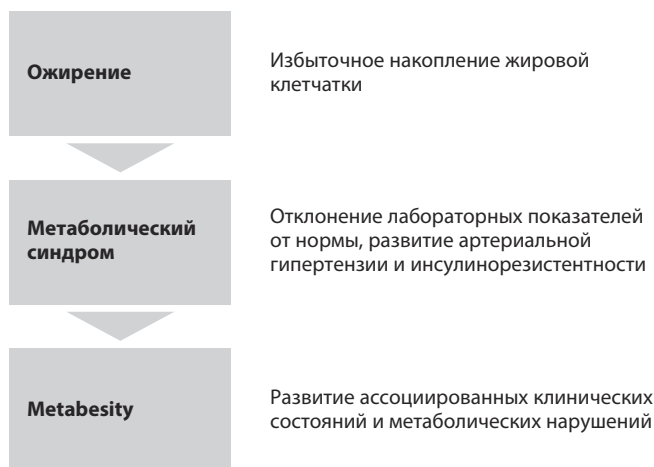 Ожирение
Избыточное накопление жировой
клетчатки
Метаболический
синдром
Отклонение лабораторных показателей
от нормы, развитие артериальной
гипертензии и инсулинорезистентности
Metabesity
Развитие ассоциированных клинических
состояний и метаболических нарушений